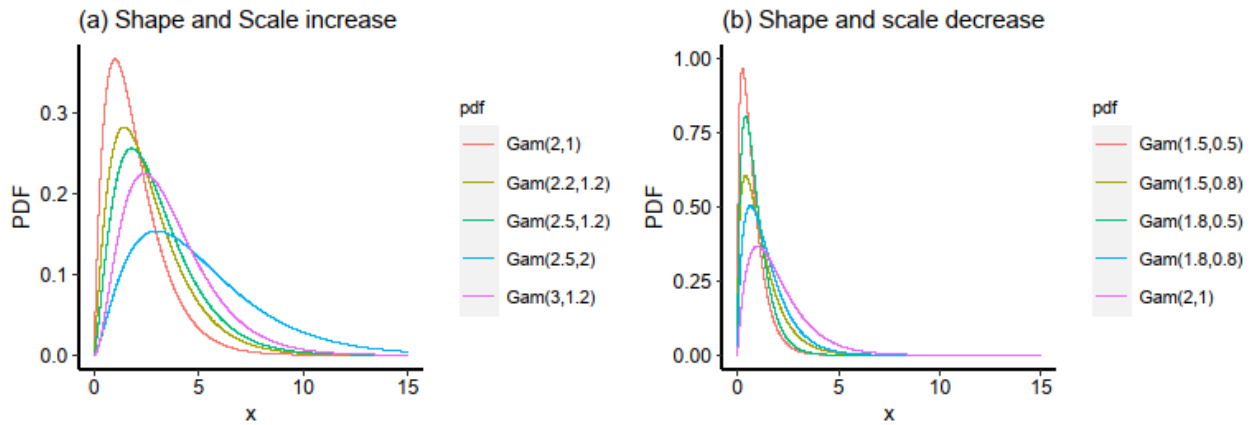 (a) Shape and Scale increase
PDF
0.3
0.2
0.1
0.0
0 5 10 15
x
pdf
Gam(2,1)
Gam(2.2,1.2)
Gam(2.5,1.2)
Gam(2.5,2)
Gam(3,1.2)
(b) Shape and scale decrease
PDF
1.00
0.75
0.50
0.25
0.00
0 5 10 15
x
pdf
Gam(1.5,0.5)
Gam(1.5,0.8)
Gam(1.8,0.5)
Gam(1.8,0.8)
Gam(2,1)